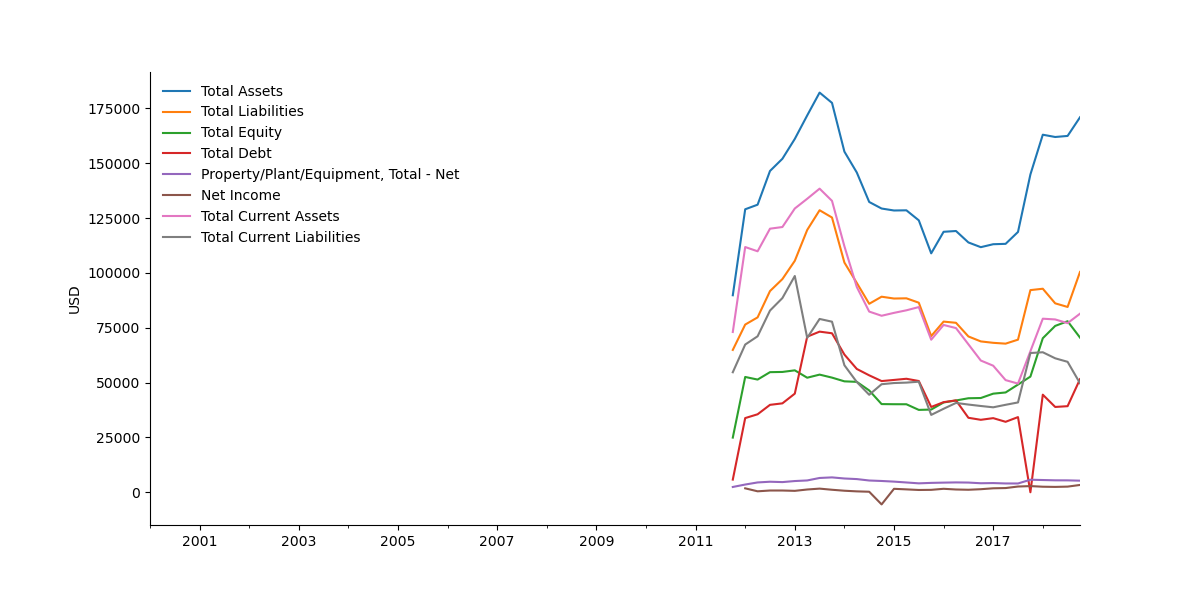 Total Assets
Total Liabilities
Total Equity
Total Debt
Property/Plant/Equipment, Total - Net
Net Income
Total Current Assets
Total Current Liabilities
USD
175000
150000
125000
100000
75000
50000
25000
0
2001 2003 2005 2007 2009 2011 2013 2015 2017